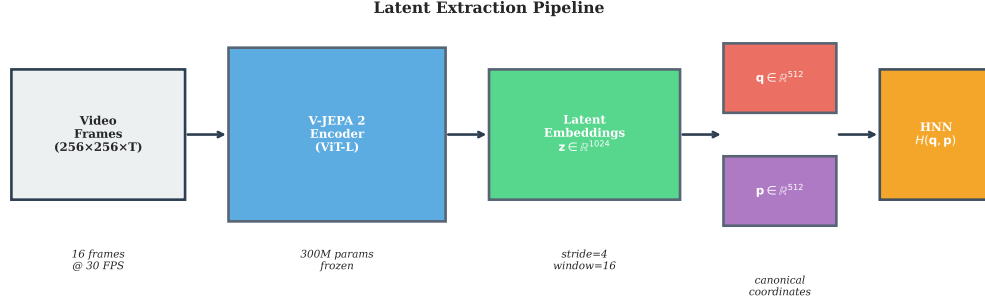 Latent Extraction Pipeline
Video
Frames
(256×256×T)
16 frames
@ 30 FPS
V-JEPA 2
Encoder
(ViT-L)
300M params
frozen
Latent
Embeddings
z ∈ ℝ¹⁰²⁴
stride=4
window=16
q ∈ ℝ⁵¹²
p ∈ ℝ⁵¹²
canonical
coordinates
HNN
H(q, p)